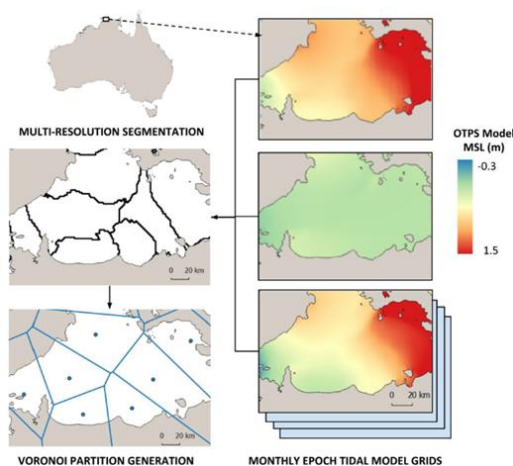 MULTI-RESOLUTION SEGMENTATION
OTPS Model
MSL (m)
-0.3
1.5
0 20 km
0 20 km
0 20 km
VORONOI PARTITION GENERATION
MONTHLY EPOCH TIDAL MODEL GRIDS